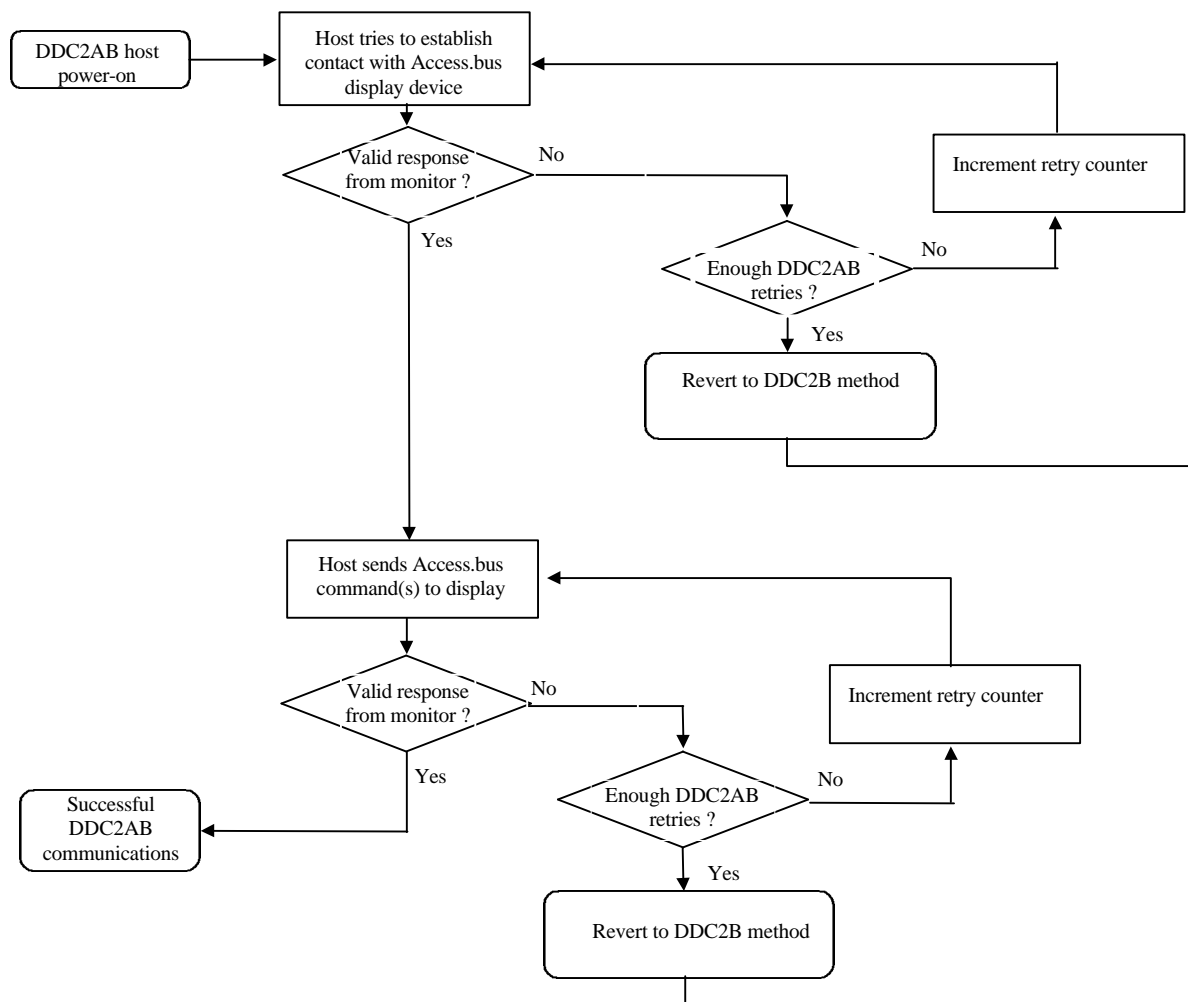 DDC2AB host
power-on
Host tries to establish
contact with Access.bus
display device
Valid response
from monitor ?
No
Yes
Increment retry counter
Enough DDC2AB
retries ?
No
Yes
Revert to DDC2B method
Host sends Access.bus
command(s) to display
Valid response
from monitor ?
No
Yes
Increment retry counter
Enough DDC2AB
retries ?
No
Yes
Successful
DDC2AB
communications
Revert to DDC2B method